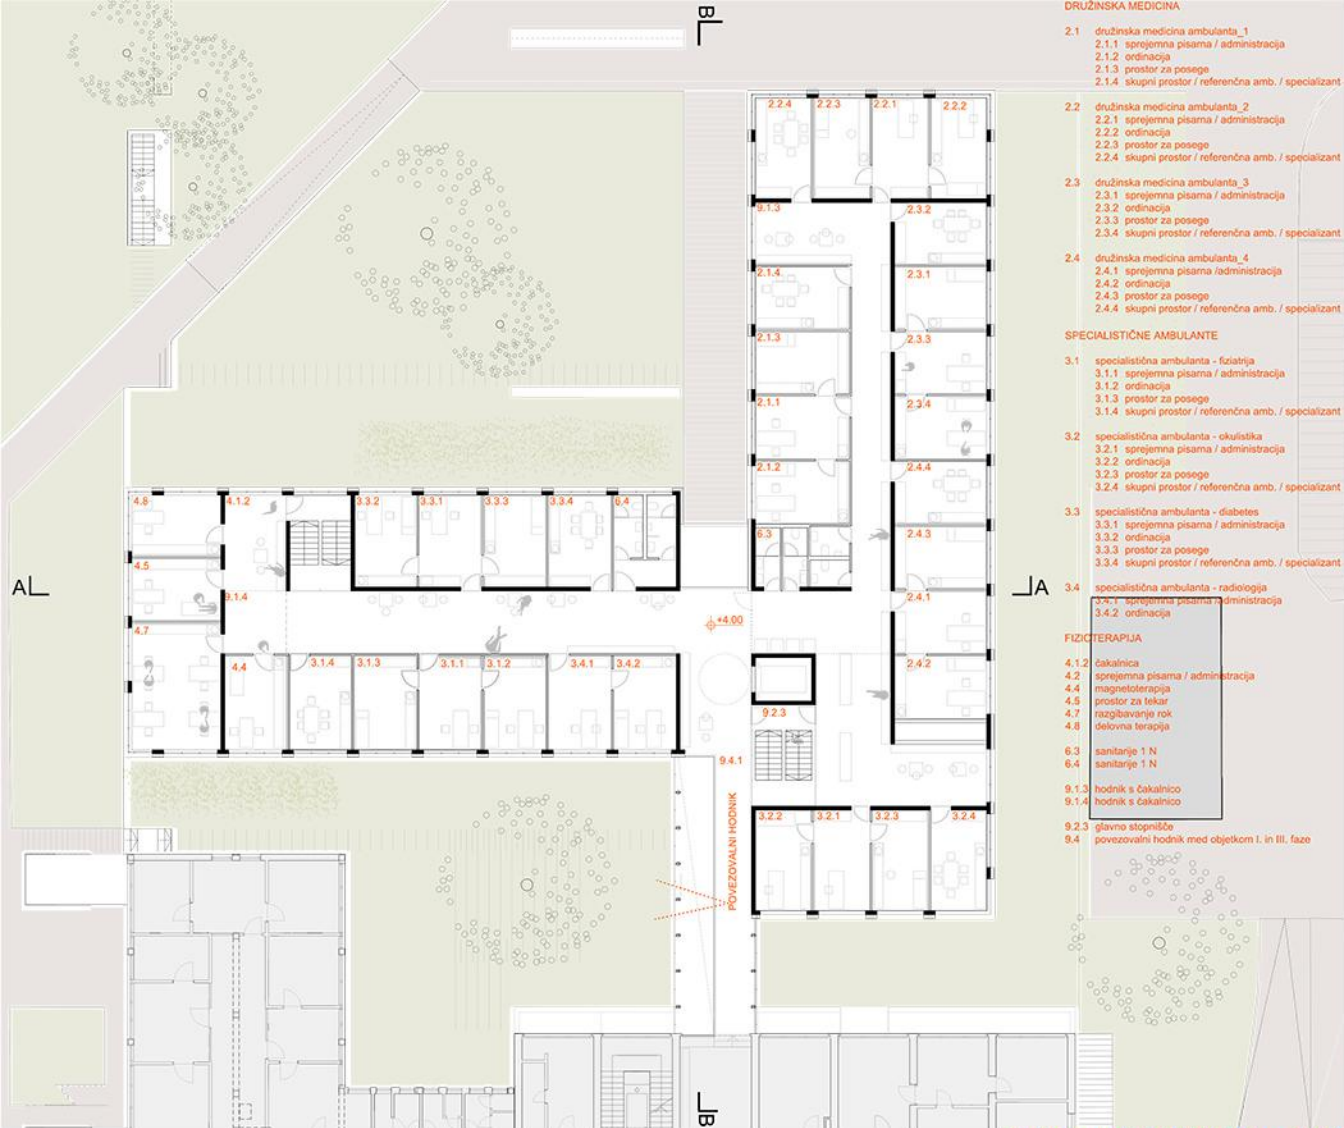 B
DRUŽINSKA MEDICINA
2.1 družinska medicina ambulanta_1
2.1.1 sprejemna pisarna / administracija
2.1.2 ordinacija
2.1.3 prostor za posege
2.1.4 skupni prostor / referenčna amb. / specializant
2.2 družinska medicina ambulanta_2
2.2.1 sprejemna pisarna / administracija
2.2.2 ordinacija
2.2.3 prostor za posege
2.2.4 skupni prostor / referenčna amb. / specializant
2.3 družinska medicina ambulanta_3
2.3.1 sprejemna pisarna / administracija
2.3.2 ordinacija
2.3.3 prostor za posege
2.3.4 skupni prostor / referenčna amb. / specializant
2.4 družinska medicina ambulanta_4
2.4.1 sprejemna pisarna /administracija
2.4.2 ordinacija
2.4.3 prostor za posege
2.4.4 skupni prostor / referenčna amb. / specializant
SPECIALISTIČNE AMBULANTE
3.1 specialistična ambulanta - fiziatrija
3.1.1 sprejemna pisarna / administracija
3.1.2 ordinacija
3.1.3 prostor za posege
3.1.4 skupni prostor / referenčna amb. / specializant
3.2 specialistična ambulanta - okulistika
3.2.1 sprejemna pisarna / administracija
3.2.2 ordinacija
3.2.3 prostor za posege
3.2.4 skupni prostor / referenčna amb. / specializant
3.3 specialistična ambulanta - diabetes
3.3.1 sprejemna pisarna / administracija
3.3.2 ordinacija
3.3.3 prostor za posege
3.3.4 skupni prostor / referenčna amb. / specializant
3.4 specialistična ambulanta - radiologija
3.4.1 sprejemna pisarna /administracija
3.4.2 ordinacija
FIZIOTERAPIJA
4.1.2 čakalnica
4.2 sprejemna pisarna / administracija
4.4 magnetoterapija
4.5 prostor za tekar
4.7 razgibavanje rok
4.8 delovna terapija
6.3 sanitarije 1 N
6.4 sanitarije 1 N
9.1.3 hodnik s čakalnico
9.1.4 hodnik s čakalnico
9.2.3 glavno stopnišče
9.4 povezovalni hodnik med objetkom I. in III. faze
2.2.4 2.2.3 2.2.1 2.2.2
9.1.3 2.3.2
2.1.4 2.3.1
2.1.3 2.3.3
2.1.1 2.3.4
2.1.2 2.4.4
4.8 4.1.2 3.3.2 3.3.1 3.3.3 3.3.4 6.4
6.3 2.4.3
4.5
A A
9.1.4 2.4.1
+4.00
4.7
4.4 3.1.4 3.1.3 3.1.1 3.1.2 3.4.1 3.4.2 2.4.2
9.2.3
9.4.1
POVEZOVALNI HODNIK
3.2.2 3.2.1 3.2.3 3.2.4
B